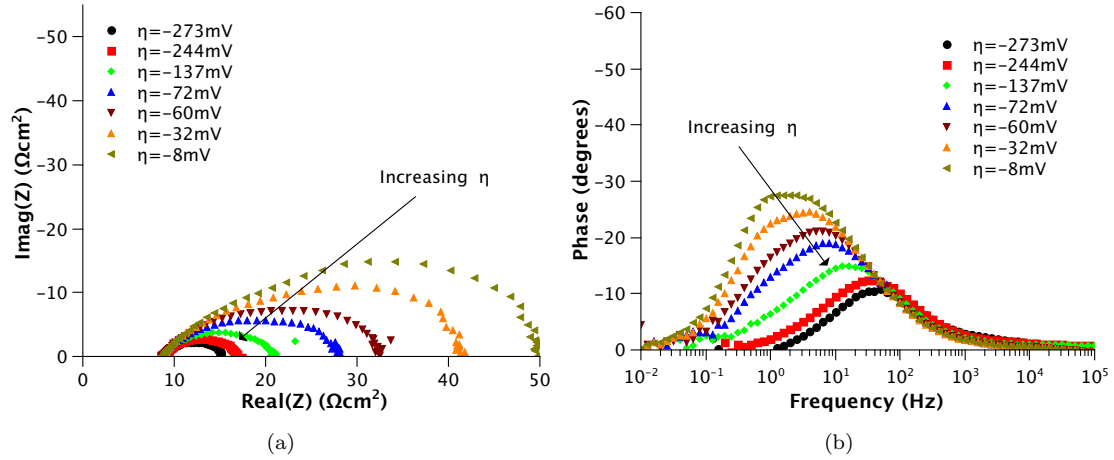 -50
-40
-30
-20
-10
0
Imag(Z) (Ωcm²)
η=-273mV
η=-244mV
η=-137mV
η=-72mV
η=-60mV
η=-32mV
η=-8mV
Increasing η
0 10 20 30 40 50
Real(Z) (Ωcm²)
(a)
-60
-50
-40
-30
-20
-10
0
Phase (degrees)
η=-273mV
η=-244mV
η=-137mV
η=-72mV
η=-60mV
η=-32mV
η=-8mV
Increasing η
10⁻² 10⁻¹ 10⁰ 10¹ 10² 10³ 10⁴ 10⁵
Frequency (Hz)
(b)